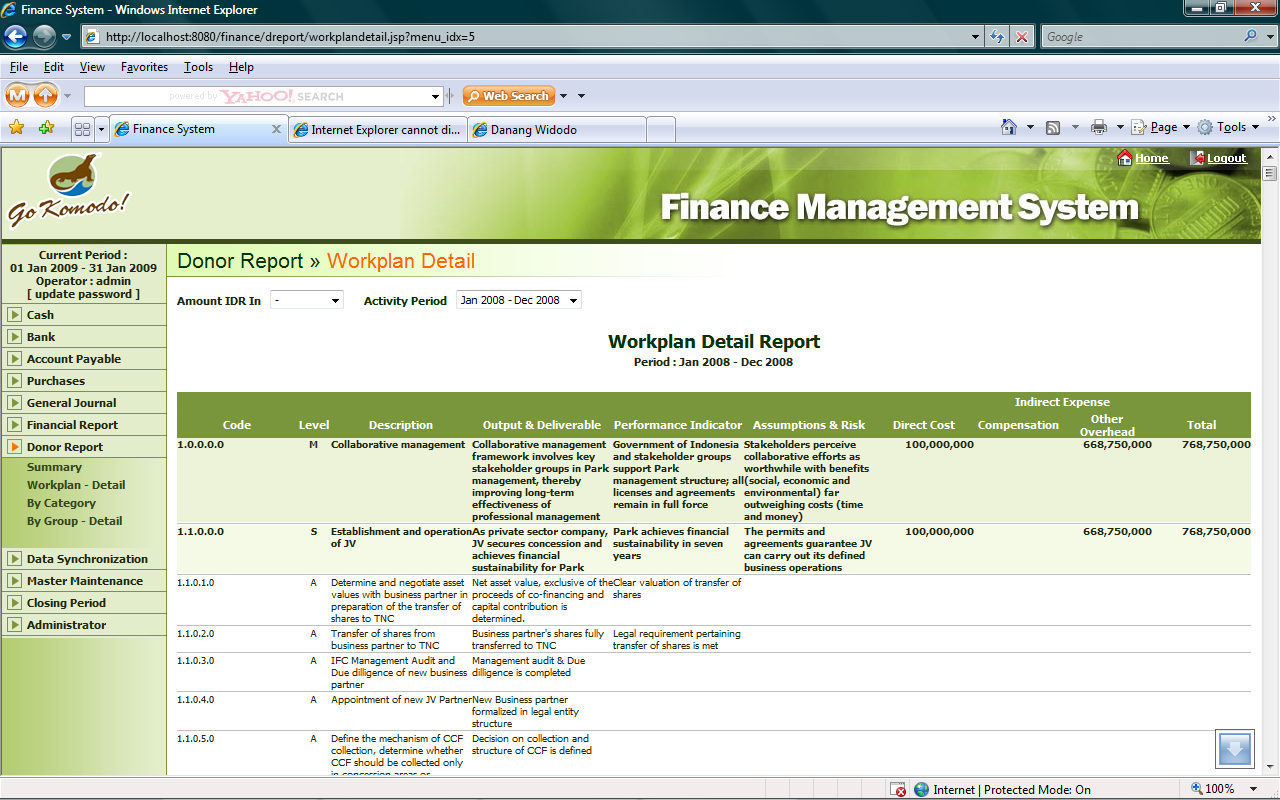 Finance System - Windows Internet Explorer
http://localhost:8080/finance/dreport/workplandetail.jsp?menu_idx=5
Google
File Edit View Favorites Tools Help
powered by YAHOO! SEARCH
Web Search
Finance System
Internet Explorer cannot di...
Danang Widodo
Page
Tools
Go Komodo!
Home
Logout
Finance Management System
Current Period :
01 Jan 2009 - 31 Jan 2009
Operator : admin
[ update password ]
Cash
Bank
Account Payable
Purchases
General Journal
Financial Report
Donor Report
Summary
Workplan - Detail
By Category
By Group - Detail
Data Synchronization
Master Maintenance
Closing Period
Administrator
Donor Report » Workplan Detail
Amount IDR In - Activity Period Jan 2008 - Dec 2008
Workplan Detail Report
Period : Jan 2008 - Dec 2008
Indirect Expense
Code Level Description Output & Deliverable Performance Indicator Assumptions & Risk Direct Cost Compensation Other Overhead Total
1.0.0.0.0 M Collaborative management
Collaborative management
framework involves key
stakeholder groups in Park
management, thereby
improving long-term
effectiveness of
professional management
Government of Indonesia
and stakeholder groups
support Park
management structure; all
licenses and agreements
remain in full force
Stakeholders perceive
collaborative efforts as
worthwhile with benefits
(social, economic and
environmental) far
outweighing costs (time
and money)
100,000,000 668,750,000 768,750,000
1.1.0.0.0 S Establishment and operation
of JV
As private sector company,
JV secures concession and
achieves financial
sustainability for Park
Park achieves financial
sustainability in seven
years
The permits and
agreements guarantee JV
can carry out its defined
business operations
100,000,000 668,750,000 768,750,000
1.1.0.1.0 A Determine and negotiate asset
values with business partner in
preparation of the transfer of
shares to TNC
Net asset value, exclusive of the
proceeds of co-financing and
capital contribution is
determined.
Clear valuation of transfer of
shares
1.1.0.2.0 A Transfer of shares from
business partner to TNC
Business partner's shares fully
transferred to TNC
Legal requirement pertaining
transfer of shares is met
1.1.0.3.0 A IFC Management Audit and
Due dilligence of new business
partner
Management audit & Due
dilligence is completed
1.1.0.4.0 A Appointment of new JV Partner
New Business partner
formalized in legal entity
structure
1.1.0.5.0 A Define the mechanism of CCF
collection, determine whether
CCF should be collected only
in concession areas or
Decision on collection and
structure of CCF is defined
Internet | Protected Mode: On
100%